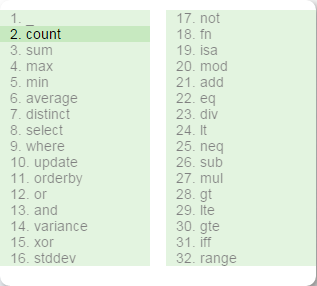 1. _
2. count
3. sum
4. max
5. min
6. average
7. distinct
8. select
9. where
10. update
11. orderby
12. or
13. and
14. variance
15. xor
16. stddev
17. not
18. fn
19. isa
20. mod
21. add
22. eq
23. div
24. lt
25. neq
26. sub
27. mul
28. gt
29. lte
30. gte
31. iff
32. range